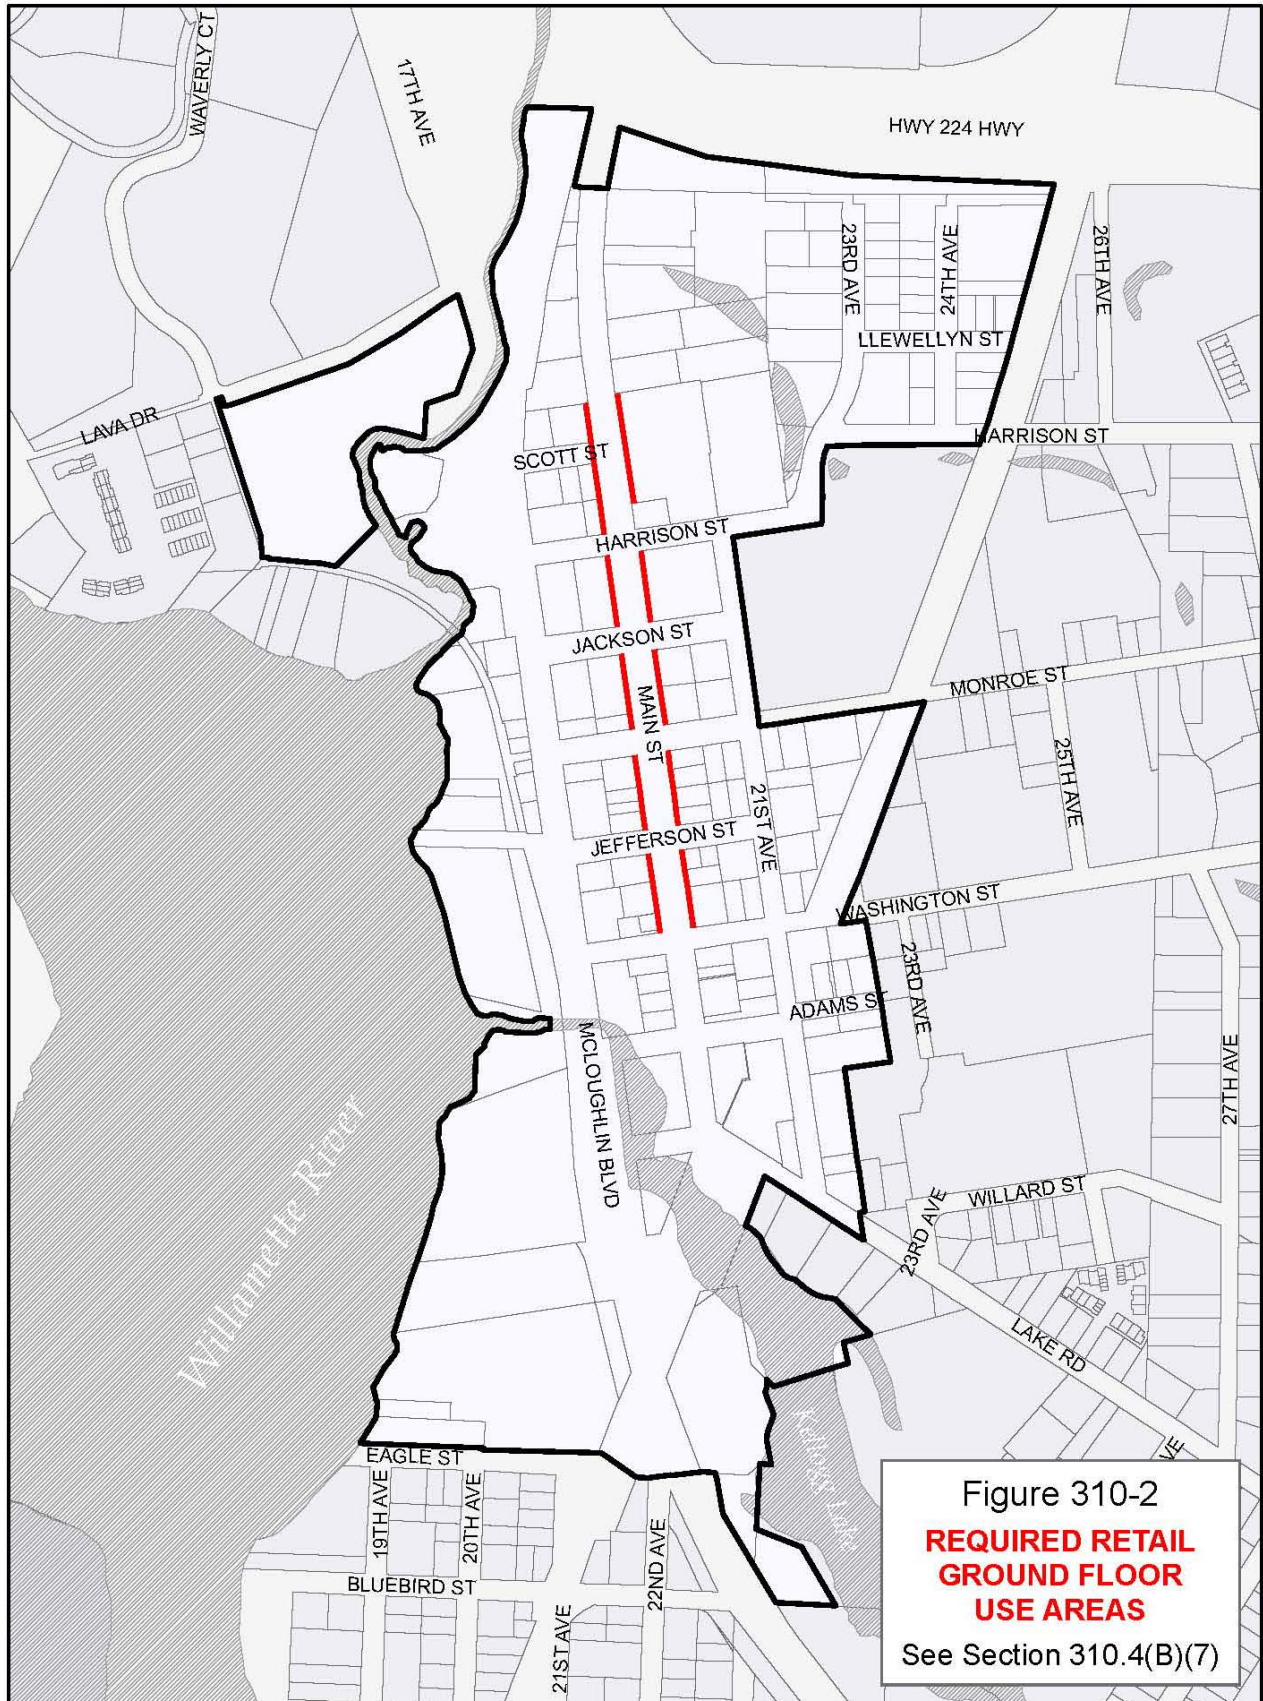 WAVERLY CT
17TH AVE
HWY 224 HWY
23RD AVE
24TH AVE
26TH AVE
LLEWELLYN ST
LAVA DR
SCOTT ST
HARRISON ST
HARRISON ST
JACKSON ST
MAIN ST
MONROE ST
25TH AVE
21ST AVE
JEFFERSON ST
WASHINGTON ST
23RD AVE
ADAMS ST
MCLOUGHLIN BLVD
27TH AVE
Willamette River
WILLARD ST
23RD AVE
LAKE RD
Kellogg Lake
EAGLE ST
19TH AVE
20TH AVE
22ND AVE
BLUEBIRD ST
21ST AVE
VE
Figure 310-2
REQUIRED RETAIL
GROUND FLOOR
USE AREAS
See Section 310.4(B)(7)